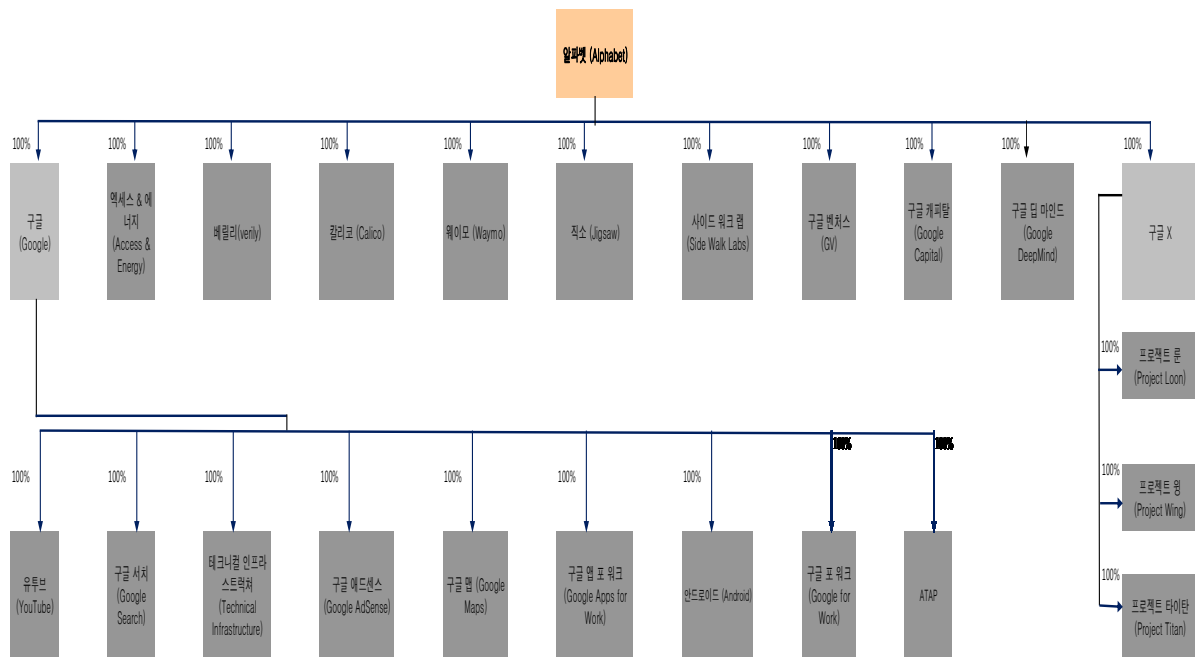 알파벳 (Alphabet)
100%
100%
100%
100%
100%
100%
100%
100%
100%
100%
100%
구글
(Google)
엑세스 & 에
너지
(Access &
Energy)
베릴리(verily)
칼리코 (Calico)
웨이모 (Waymo)
직소 (Jigsaw)
사이드 워크 랩
(Side Walk Labs)
구글 벤처스
(GV)
구글 캐피탈
(Google
Capital)
구글 딥 마인드
(Google
DeepMind)
구글 X
100%
프로잭트 룬
(Project Loon)
100%
프로잭트 윙
(Project Wing)
100%
프로잭트 타이탄
(Project Titan)
100%
100%
100%
100%
100%
100%
100%
100%
100%
유투브
(YouTube)
구글 서치
(Google
Search)
테크니컬 인프라
스트럭쳐
(Technical
Infrastructure)
구글 애드센스
(Google AdSense)
구글 맵 (Google
Maps)
구글 앱 포 워크
(Google Apps for
Work)
안드로이드 (Android)
구글 포 워크
(Google for
Work)
ATAP